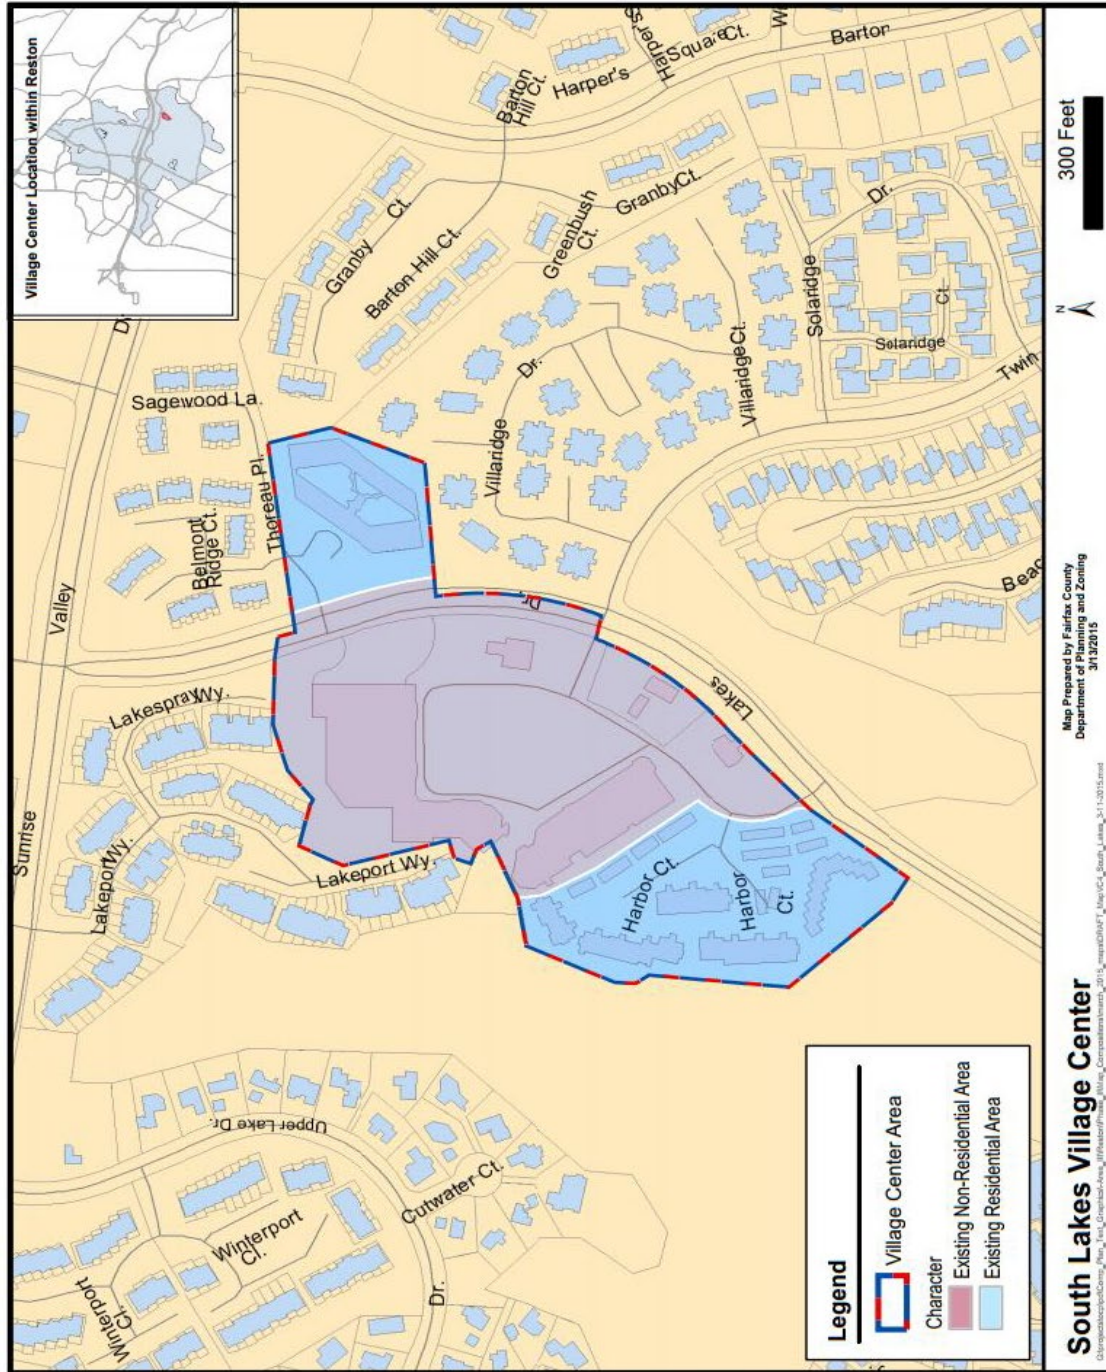 Village Center Location within Reston
Barton
Wi
Square Ct.
Harper's
Harper's
Barton
Hill Ct.
Granby
Ct.
Barton Hill Ct.
Greenbush
Ct.
Granby Ct.
Dr.
Solaridge
Ct.
Solaridge
Twin
Dr.
Villaridge
Villaridge Ct.
Sagewood La.
Thoreau Pl.
Belmont
Ridge Ct.
Valley
Sunrise
Lakespray Wy.
Lakeport
Wy.
Lakeport Wy.
Dr.
Lakes
Beac
Harbor
Ct.
Harbor
Ct.
Upper Lake Dr.
Cutwater Ct.
Winterport
Cl.
Winterport
Cl.
Dr.
Legend
Village Center Area
Character
Existing Non-Residential Area
Existing Residential Area
South Lakes Village Center
Map Prepared by Fairfax County
Department of Planning and Zoning
3/13/2015
N
300 Feet